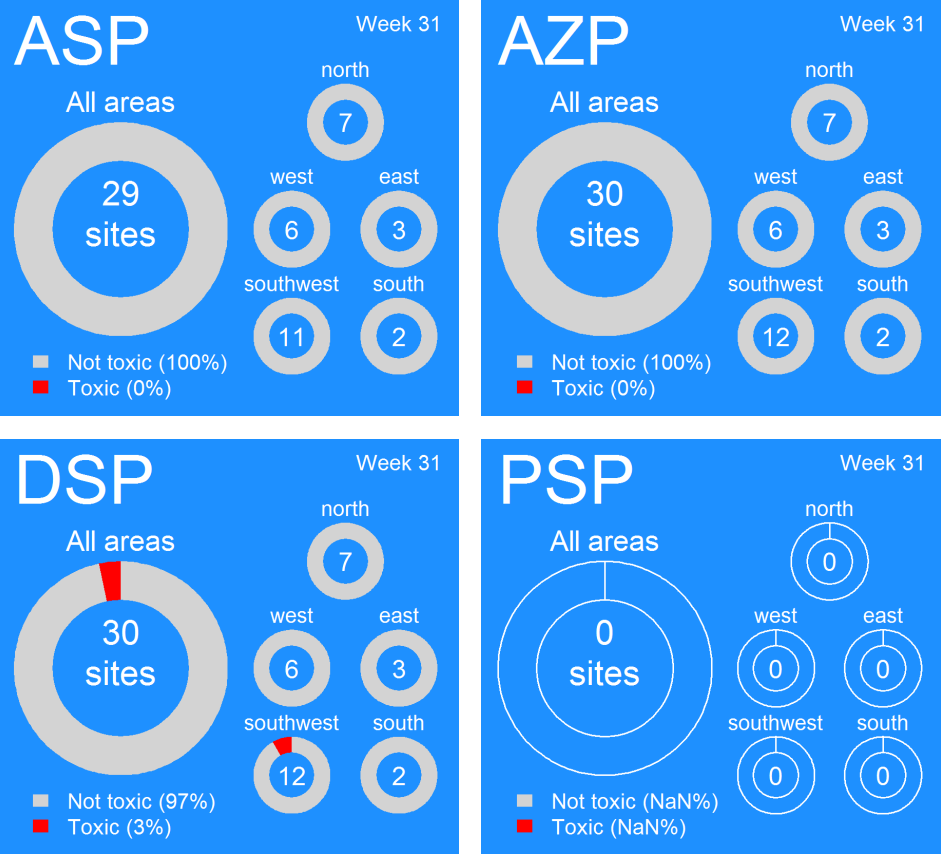 ASP
Week 31
north
All areas
7
29
sites
west
east
6
3
southwest
south
11
2
Not toxic (100%)
Toxic (0%)
AZP
Week 31
north
All areas
7
30
sites
west
east
6
3
southwest
south
12
2
Not toxic (100%)
Toxic (0%)
DSP
Week 31
north
All areas
7
30
sites
west
east
6
3
southwest
south
12
2
Not toxic (97%)
Toxic (3%)
PSP
Week 31
north
All areas
0
0
sites
west
east
0
0
southwest
south
0
0
Not toxic (NaN%)
Toxic (NaN%)